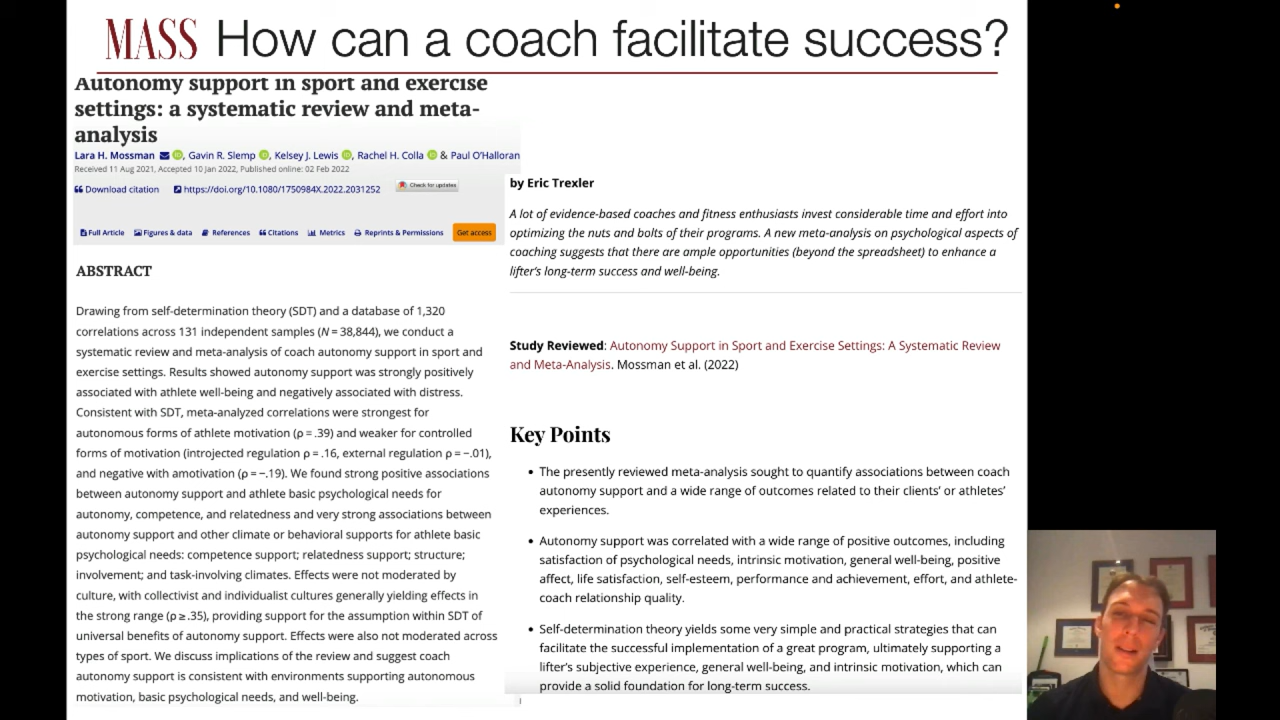 MASS How can a coach facilitate success?
Autonomy support in sport and exercise
settings: a systematic review and meta-
analysis
Lara H. Mossman, Gavin R. Slemp, Kelsey J. Lewis, Rachel H. Colla & Paul O'Halloran
Received 11 Aug 2021, Accepted 10 Jan 2022, Published online: 02 Feb 2022
Download citation https://doi.org/10.1080/1750984X.2022.2031252 Check for updates
Full Article Figures & data References Citations Metrics Reprints & Permissions Get access
ABSTRACT
Drawing from self-determination theory (SDT) and a database of 1,320
correlations across 131 independent samples (N = 38,844), we conduct a
systematic review and meta-analysis of coach autonomy support in sport and
exercise settings. Results showed autonomy support was strongly positively
associated with athlete well-being and negatively associated with distress.
Consistent with SDT, meta-analyzed correlations were strongest for
autonomous forms of athlete motivation (ρ = .39) and weaker for controlled
forms of motivation (introjected regulation ρ = .16, external regulation ρ = −.01),
and negative with amotivation (ρ = −.19). We found strong positive associations
between autonomy support and athlete basic psychological needs for
autonomy, competence, and relatedness and very strong associations between
autonomy support and other climate or behavioral supports for athlete basic
psychological needs: competence support; relatedness support; structure;
involvement; and task-involving climates. Effects were not moderated by
culture, with collectivist and individualist cultures generally yielding effects in
the strong range (ρ ≥ .35), providing support for the assumption within SDT of
universal benefits of autonomy support. Effects were also not moderated across
types of sport. We discuss implications of the review and suggest coach
autonomy support is consistent with environments supporting autonomous
motivation, basic psychological needs, and well-being.
by Eric Trexler
A lot of evidence-based coaches and fitness enthusiasts invest considerable time and effort into
optimizing the nuts and bolts of their programs. A new meta-analysis on psychological aspects of
coaching suggests that there are ample opportunities (beyond the spreadsheet) to enhance a
lifter's long-term success and well-being.
Study Reviewed: Autonomy Support in Sport and Exercise Settings: A Systematic Review
and Meta-Analysis. Mossman et al. (2022)
Key Points
• The presently reviewed meta-analysis sought to quantify associations between coach
autonomy support and a wide range of outcomes related to their clients' or athletes'
experiences.
• Autonomy support was correlated with a wide range of positive outcomes, including
satisfaction of psychological needs, intrinsic motivation, general well-being, positive
affect, life satisfaction, self-esteem, performance and achievement, effort, and athlete-
coach relationship quality.
• Self-determination theory yields some very simple and practical strategies that can
facilitate the successful implementation of a great program, ultimately supporting a
lifter's subjective experience, general well-being, and intrinsic motivation, which can
provide a solid foundation for long-term success.